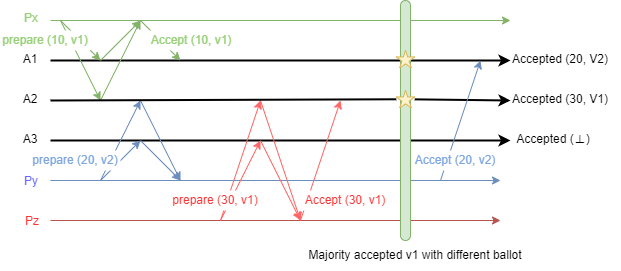 Px
prepare (10, v1)
Accept (10, v1)
A1
Accepted (20, V2)
A2
Accepted (30, V1)
A3
Accepted (⊥)
prepare (20, v2)
Accept (20, v2)
Py
prepare (30, v1)
Accept (30, v1)
Pz
Majority accepted v1 with different ballot